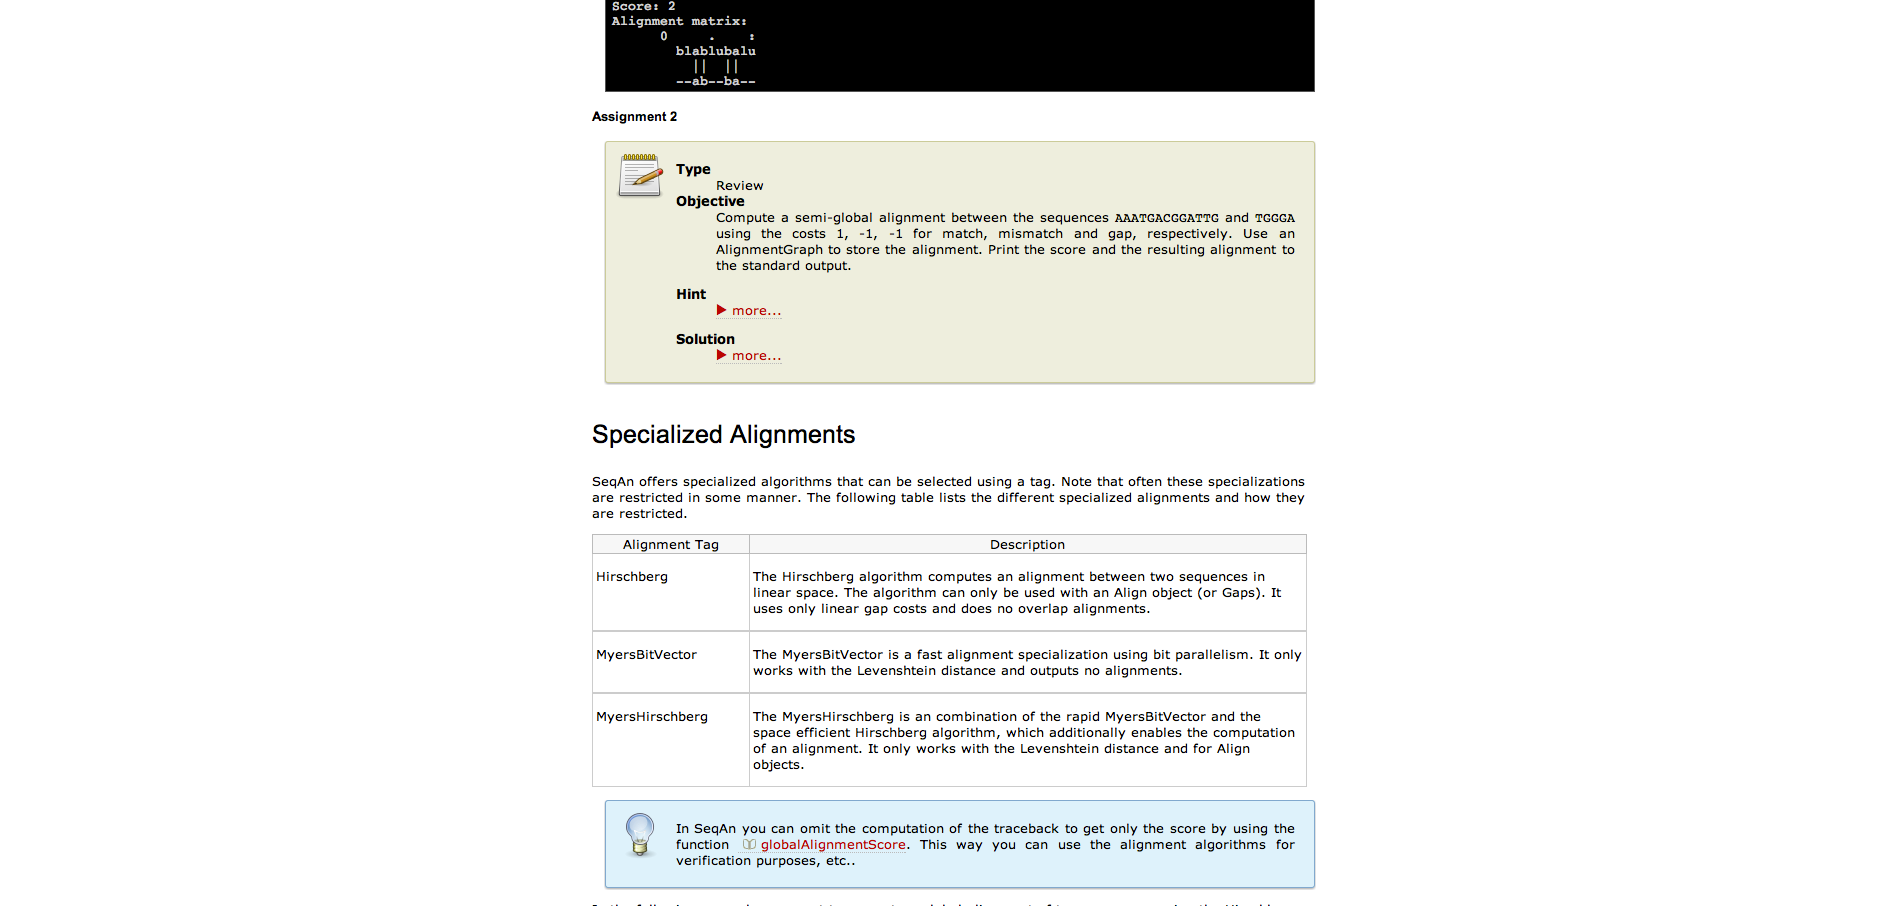 Score: 2
Alignment matrix:
0     .    :
blablubalu
||  ||
--ab--ba--
Assignment 2
Type
Review
Objective
Compute a semi-global alignment between the sequences AAATGACGGATTG and TGGGA
using the costs 1, -1, -1 for match, mismatch and gap, respectively. Use an
AlignmentGraph to store the alignment. Print the score and the resulting alignment to
the standard output.
Hint
▶ more...
Solution
▶ more...
Specialized Alignments
SeqAn offers specialized algorithms that can be selected using a tag. Note that often these specializations
are restricted in some manner. The following table lists the different specialized alignments and how they
are restricted.
Alignment Tag Description
Hirschberg The Hirschberg algorithm computes an alignment between two sequences in
linear space. The algorithm can only be used with an Align object (or Gaps). It
uses only linear gap costs and does no overlap alignments.
MyersBitVector The MyersBitVector is a fast alignment specialization using bit parallelism. It only
works with the Levenshtein distance and outputs no alignments.
MyersHirschberg The MyersHirschberg is an combination of the rapid MyersBitVector and the
space efficient Hirschberg algorithm, which additionally enables the computation
of an alignment. It only works with the Levenshtein distance and for Align
objects.
In SeqAn you can omit the computation of the traceback to get only the score by using the
function globalAlignmentScore. This way you can use the alignment algorithms for
verification purposes, etc..